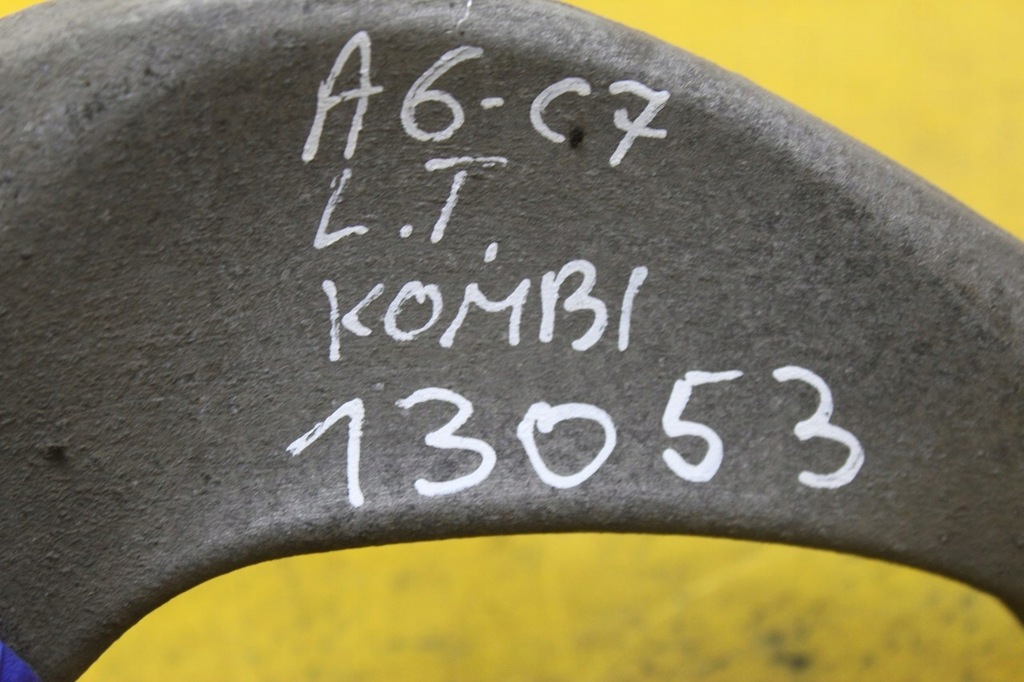 A6-C7
L.T.
KOMBI
13053